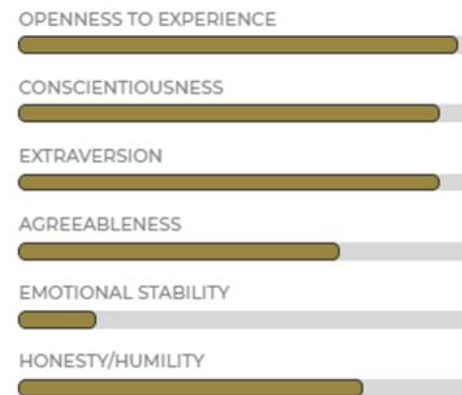 OPENNESS TO EXPERIENCE
CONSCIENTIOUSNESS
EXTRAVERSION
AGREEABLENESS
EMOTIONAL STABILITY
HONESTY/HUMILITY